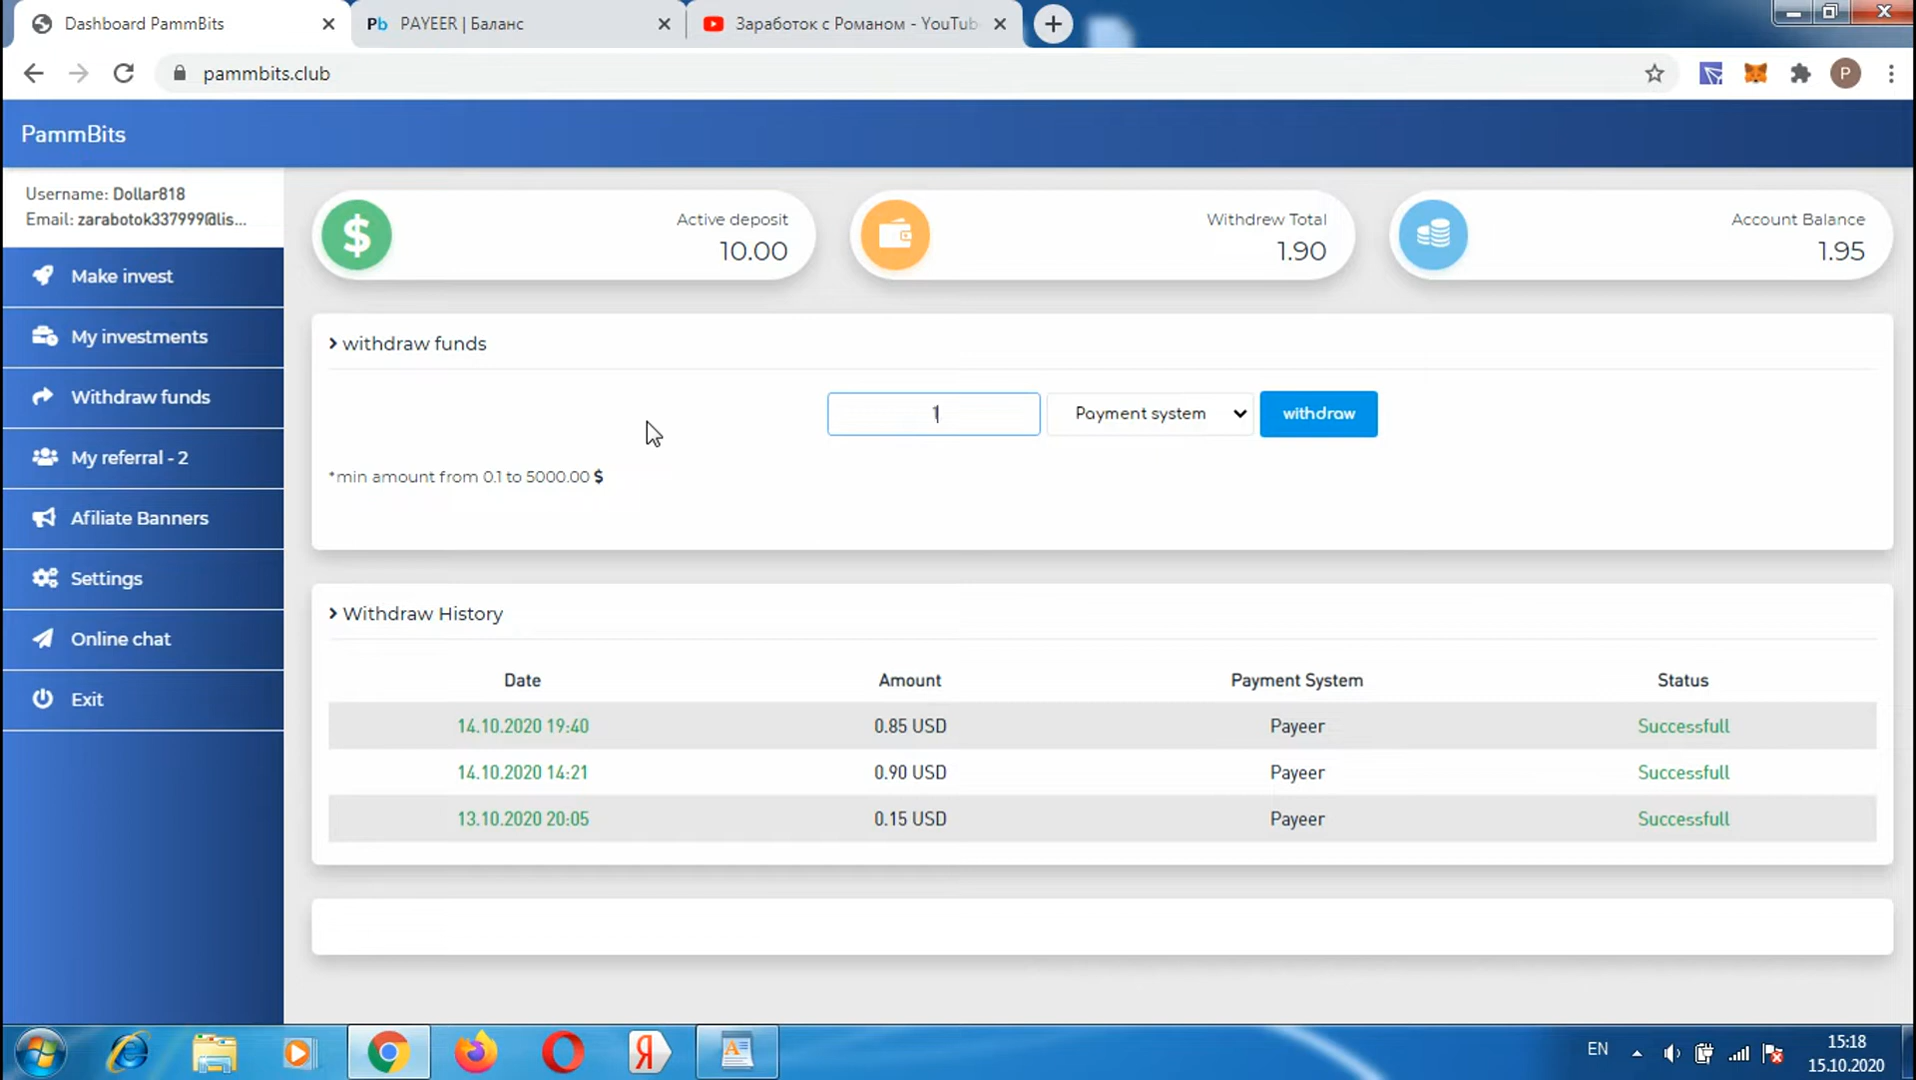 Dashboard PammBits
Pb PAYEER | Баланс
Заработок с Романом - YouTub
pammbits.club
P
PammBits
Username: Dollar818
Email: zarabotok337999@lis...
Make invest
My investments
Withdraw funds
My referral - 2
Afiliate Banners
Settings
Online chat
Exit
Active deposit
10.00
Withdrew Total
1.90
Account Balance
1.95
withdraw funds
1
Payment system
withdraw
*min amount from 0.1 to 5000.00 $
Withdraw History
Date Amount Payment System Status
14.10.2020 19:40 0.85 USD Payeer Successfull
14.10.2020 14:21 0.90 USD Payeer Successfull
13.10.2020 20:05 0.15 USD Payeer Successfull
EN
15:18
15.10.2020